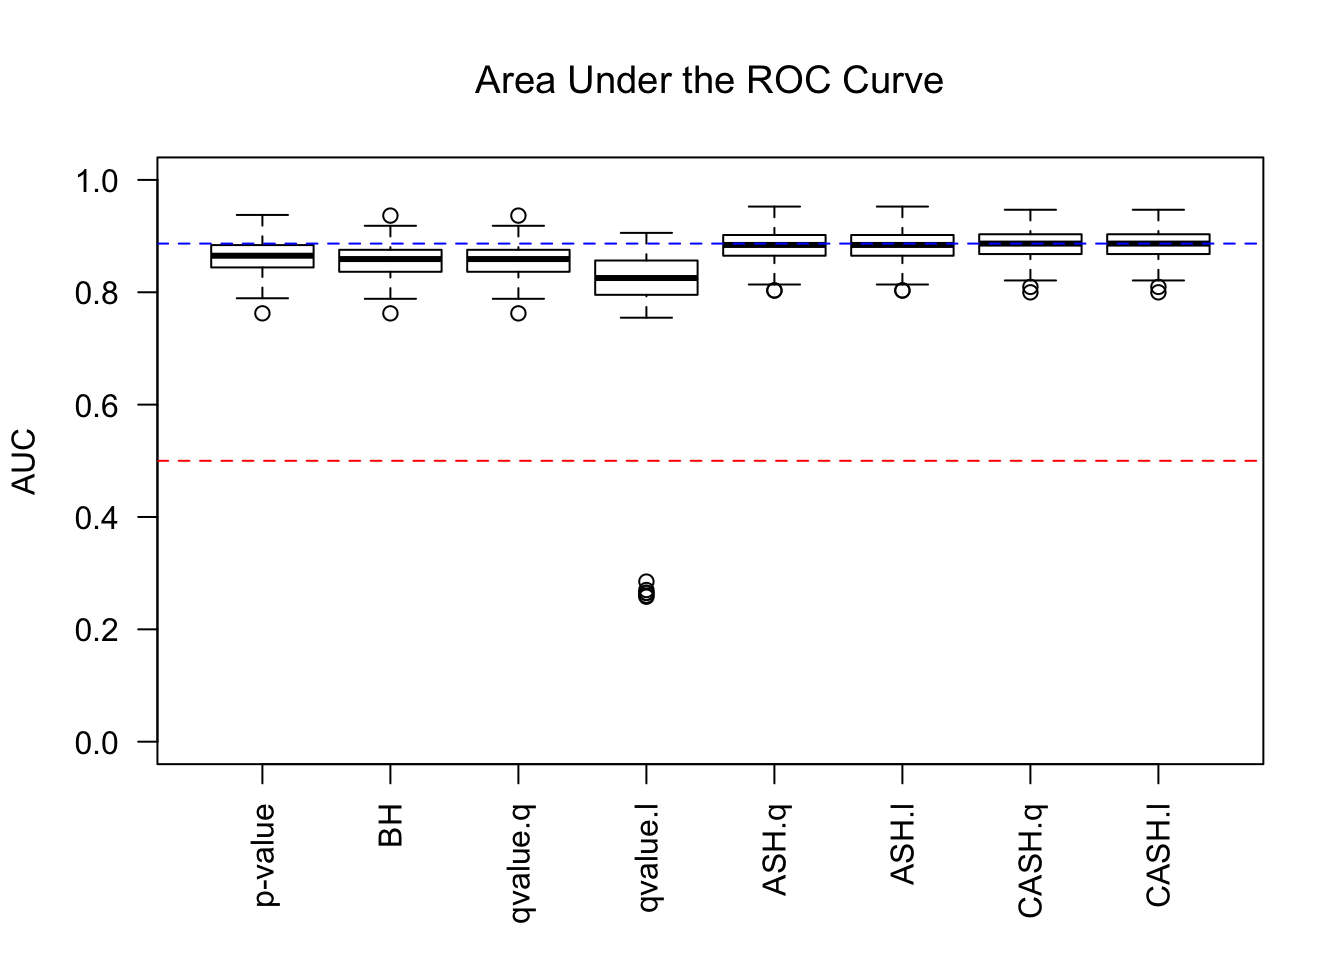 Area Under the ROC Curve
AUC
1.0
0.8
0.6
0.4
0.2
0.0
p-value
BH
qvalue.q
qvalue.l
ASH.q
ASH.l
CASH.q
CASH.l